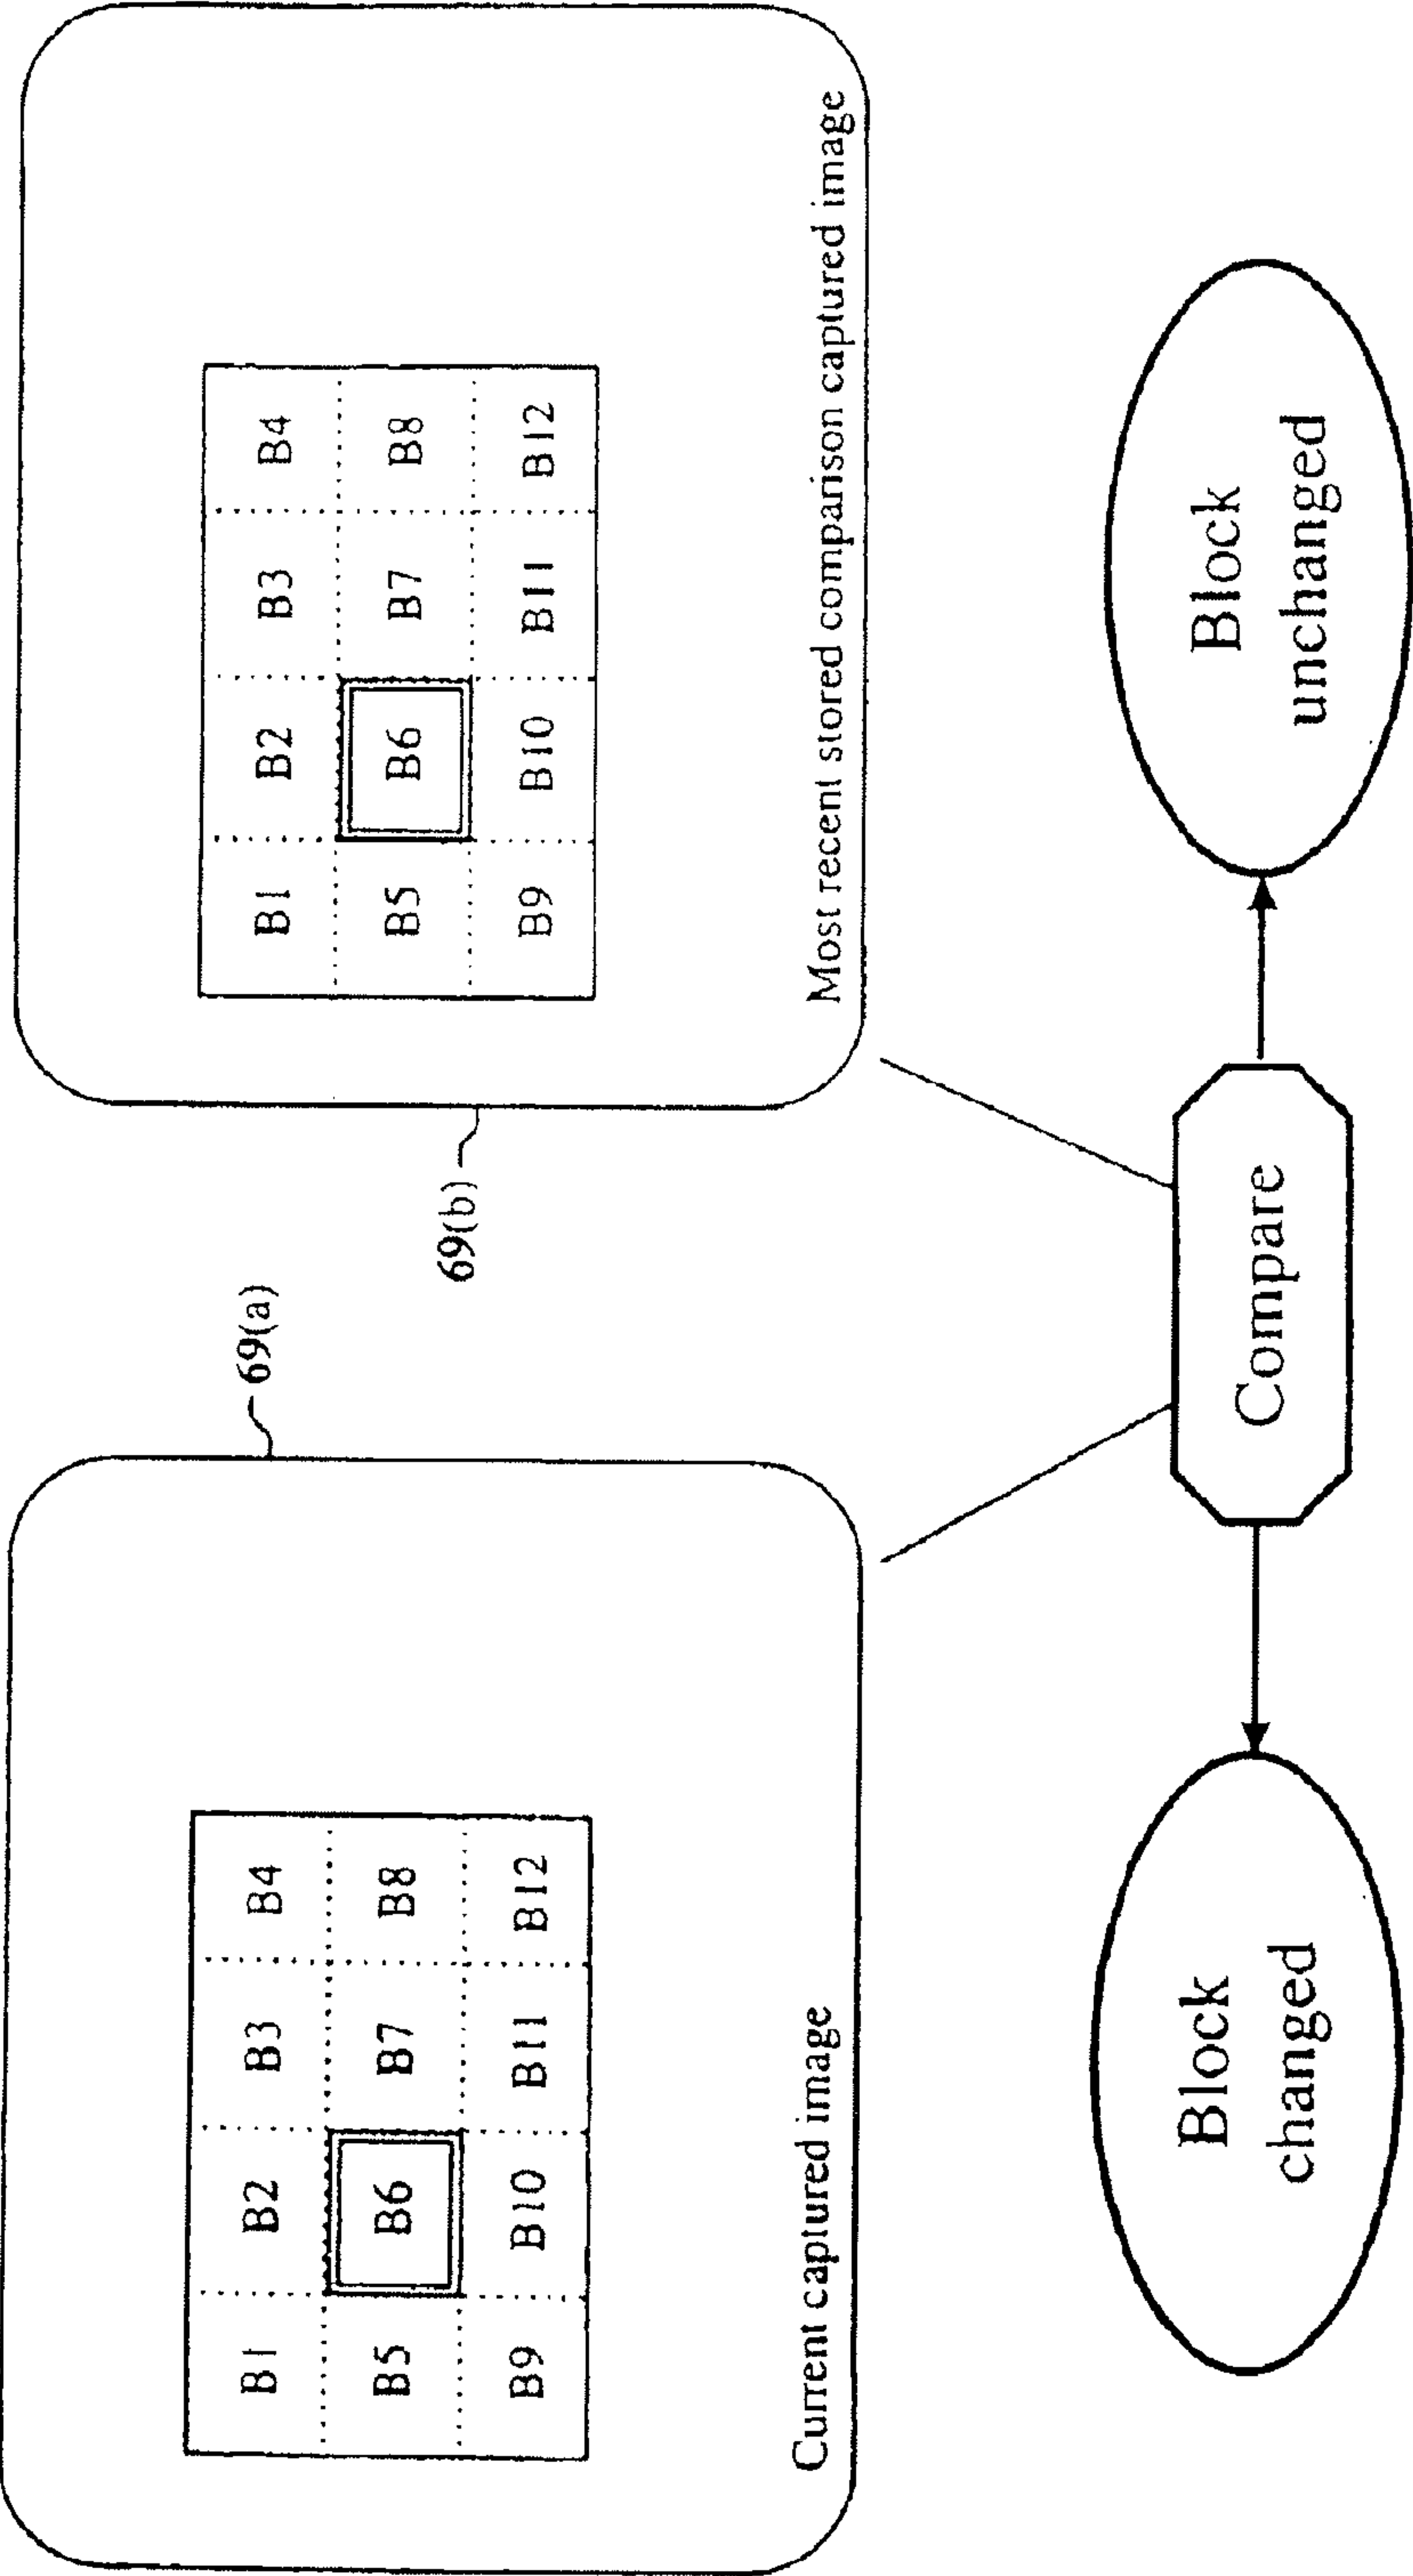 69(a)
B1 B2 B3 B4
B5 B6 B7 B8
B9 B10 B11 B12
Current captured image
69(b)
B1 B2 B3 B4
B5 B6 B7 B8
B9 B10 B11 B12
Most recent stored comparison captured image
Block
changed
Compare
Block
unchanged